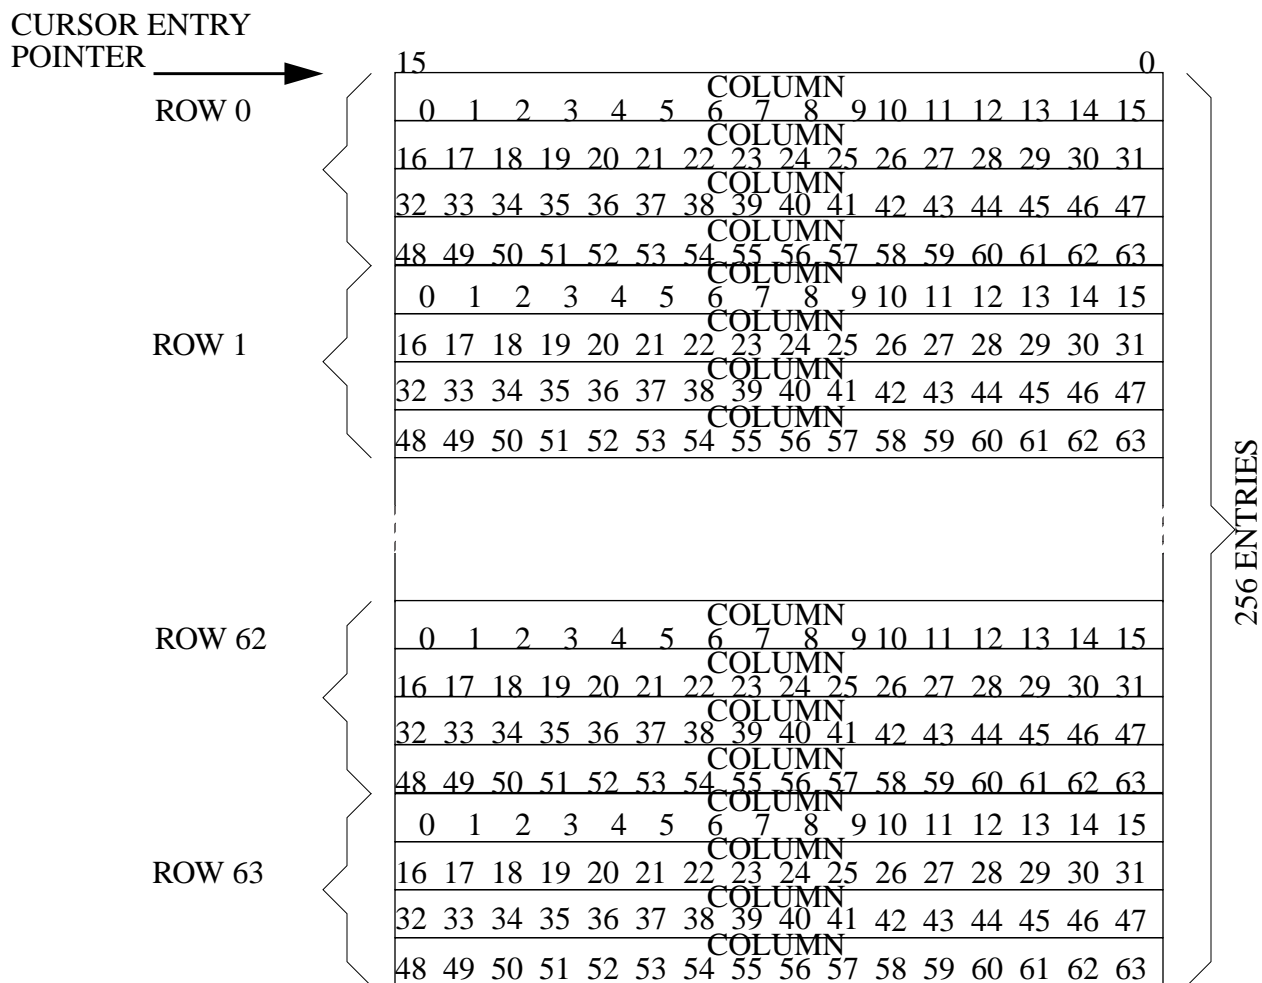 CURSOR ENTRY
POINTER
15 0
COLUMN
ROW 0
0 1 2 3 4 5 6 7 8 9 10 11 12 13 14 15
COLUMN
16 17 18 19 20 21 22 23 24 25 26 27 28 29 30 31
COLUMN
32 33 34 35 36 37 38 39 40 41 42 43 44 45 46 47
COLUMN
48 49 50 51 52 53 54 55 56 57 58 59 60 61 62 63
COLUMN
0 1 2 3 4 5 6 7 8 9 10 11 12 13 14 15
COLUMN
ROW 1
16 17 18 19 20 21 22 23 24 25 26 27 28 29 30 31
COLUMN
32 33 34 35 36 37 38 39 40 41 42 43 44 45 46 47
COLUMN
48 49 50 51 52 53 54 55 56 57 58 59 60 61 62 63
256 ENTRIES
COLUMN
ROW 62
0 1 2 3 4 5 6 7 8 9 10 11 12 13 14 15
COLUMN
16 17 18 19 20 21 22 23 24 25 26 27 28 29 30 31
COLUMN
32 33 34 35 36 37 38 39 40 41 42 43 44 45 46 47
COLUMN
48 49 50 51 52 53 54 55 56 57 58 59 60 61 62 63
COLUMN
0 1 2 3 4 5 6 7 8 9 10 11 12 13 14 15
COLUMN
ROW 63
16 17 18 19 20 21 22 23 24 25 26 27 28 29 30 31
COLUMN
32 33 34 35 36 37 38 39 40 41 42 43 44 45 46 47
COLUMN
48 49 50 51 52 53 54 55 56 57 58 59 60 61 62 63